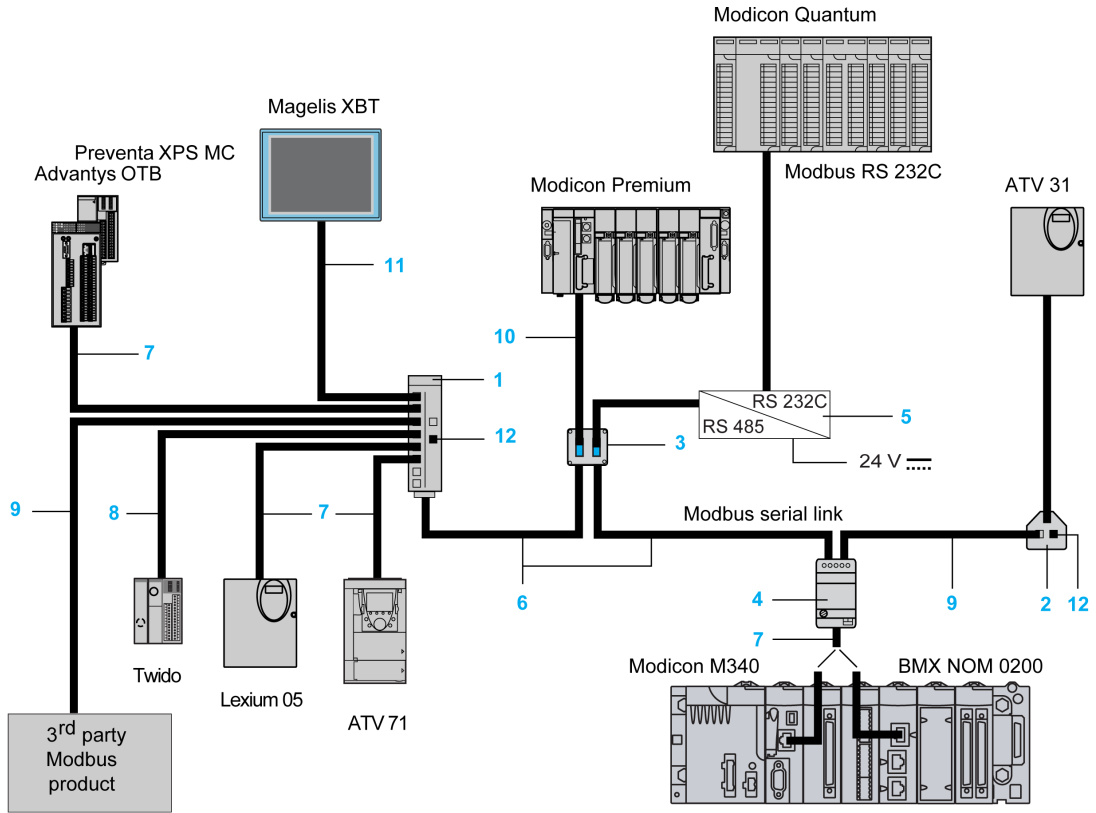 Modicon Quantum
Magelis XBT
Preventa XPS MC
Advantys OTB
Modbus RS 232C
Modicon Premium
ATV 31
11
10
7
1
RS 232C
RS 485
5
12
3
24 V
9
8
7
Modbus serial link
6
4
9
2
12
7
Modicon M340
BMX NOM 0200
Twido
Lexium 05
ATV 71
3rd party
Modbus
product